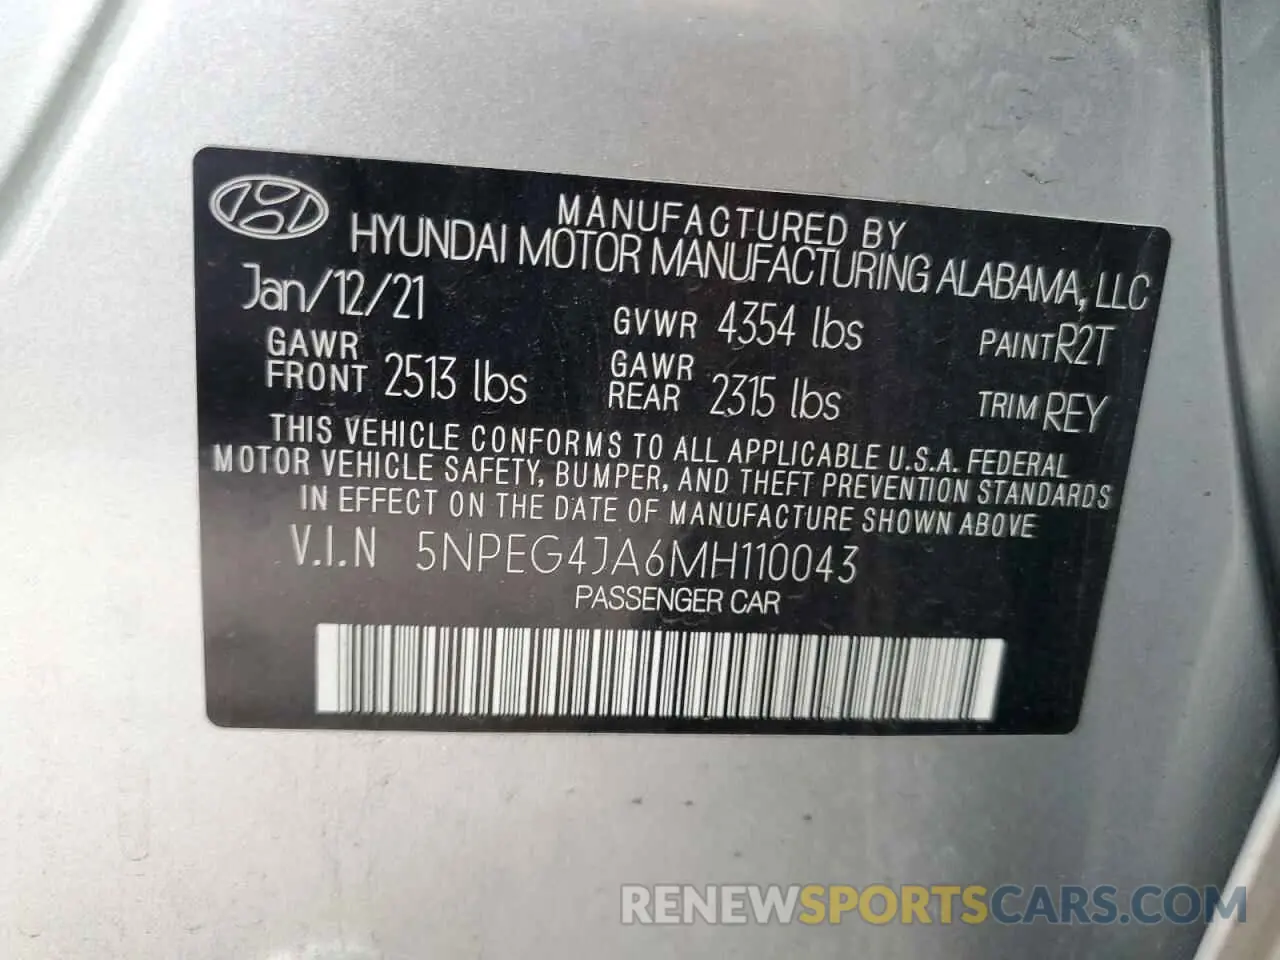 MANUFACTURED BY
HYUNDAI MOTOR MANUFACTURING ALABAMA, LLC
Jan/12/21 GVWR 4354 lbs PAINT R2T
GAWR FRONT 2513 lbs GAWR REAR 2315 lbs TRIM REY
THIS VEHICLE CONFORMS TO ALL APPLICABLE U.S.A. FEDERAL
MOTOR VEHICLE SAFETY, BUMPER, AND THEFT PREVENTION STANDARDS
IN EFFECT ON THE DATE OF MANUFACTURE SHOWN ABOVE
V.I.N 5NPEG4JA6MH110043
PASSENGER CAR
RENEWSPORTSCARS.COM